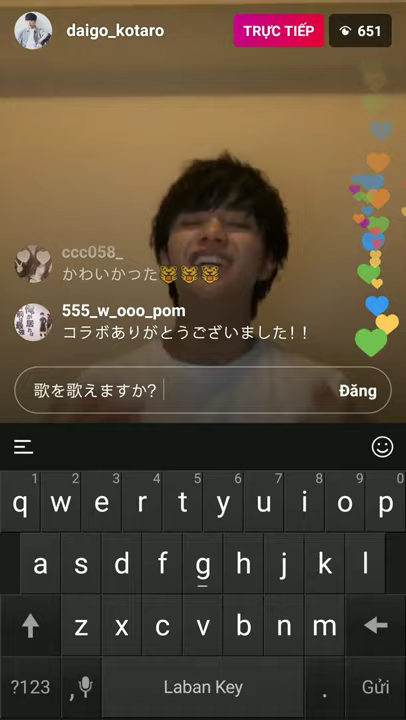 daigo_kotaro
TRỰC TIẾP
651
ccc058_
かわいかつた🐯🐯🐯
555_w_ooo_pom
コラボありがとうございました!!
歌を歌えますか?
Đăng
1 2 3 4 5 6 7 8 9 0
q w e r t y u i o p
a s d f g h j k l
z x c v b n m
?123 , Laban Key . Gửi